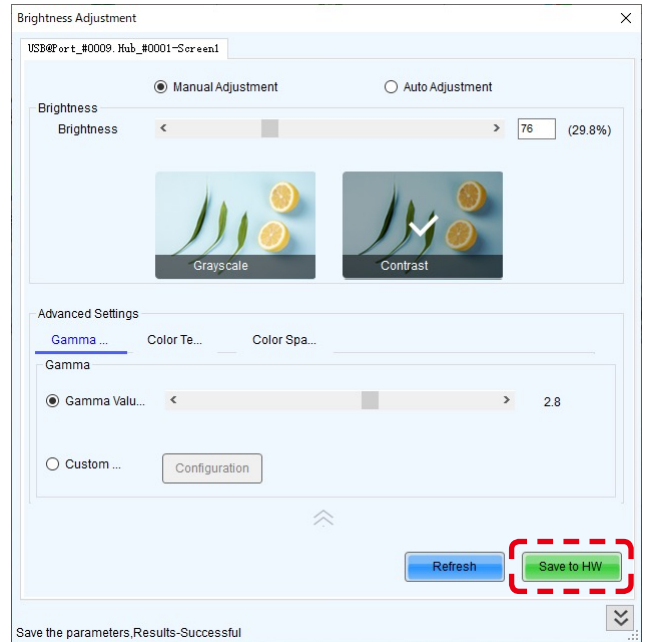 Brightness Adjustment
USB@Port_#0009.Hub_#0001-Screen1
Manual Adjustment Auto Adjustment
Brightness
Brightness 76 (29.8%)
Grayscale Contrast
Advanced Settings
Gamma ... Color Te... Color Spa...
Gamma
Gamma Valu... 2.8
Custom ... Configuration
Refresh Save to HW
Save the parameters,Results-Successful